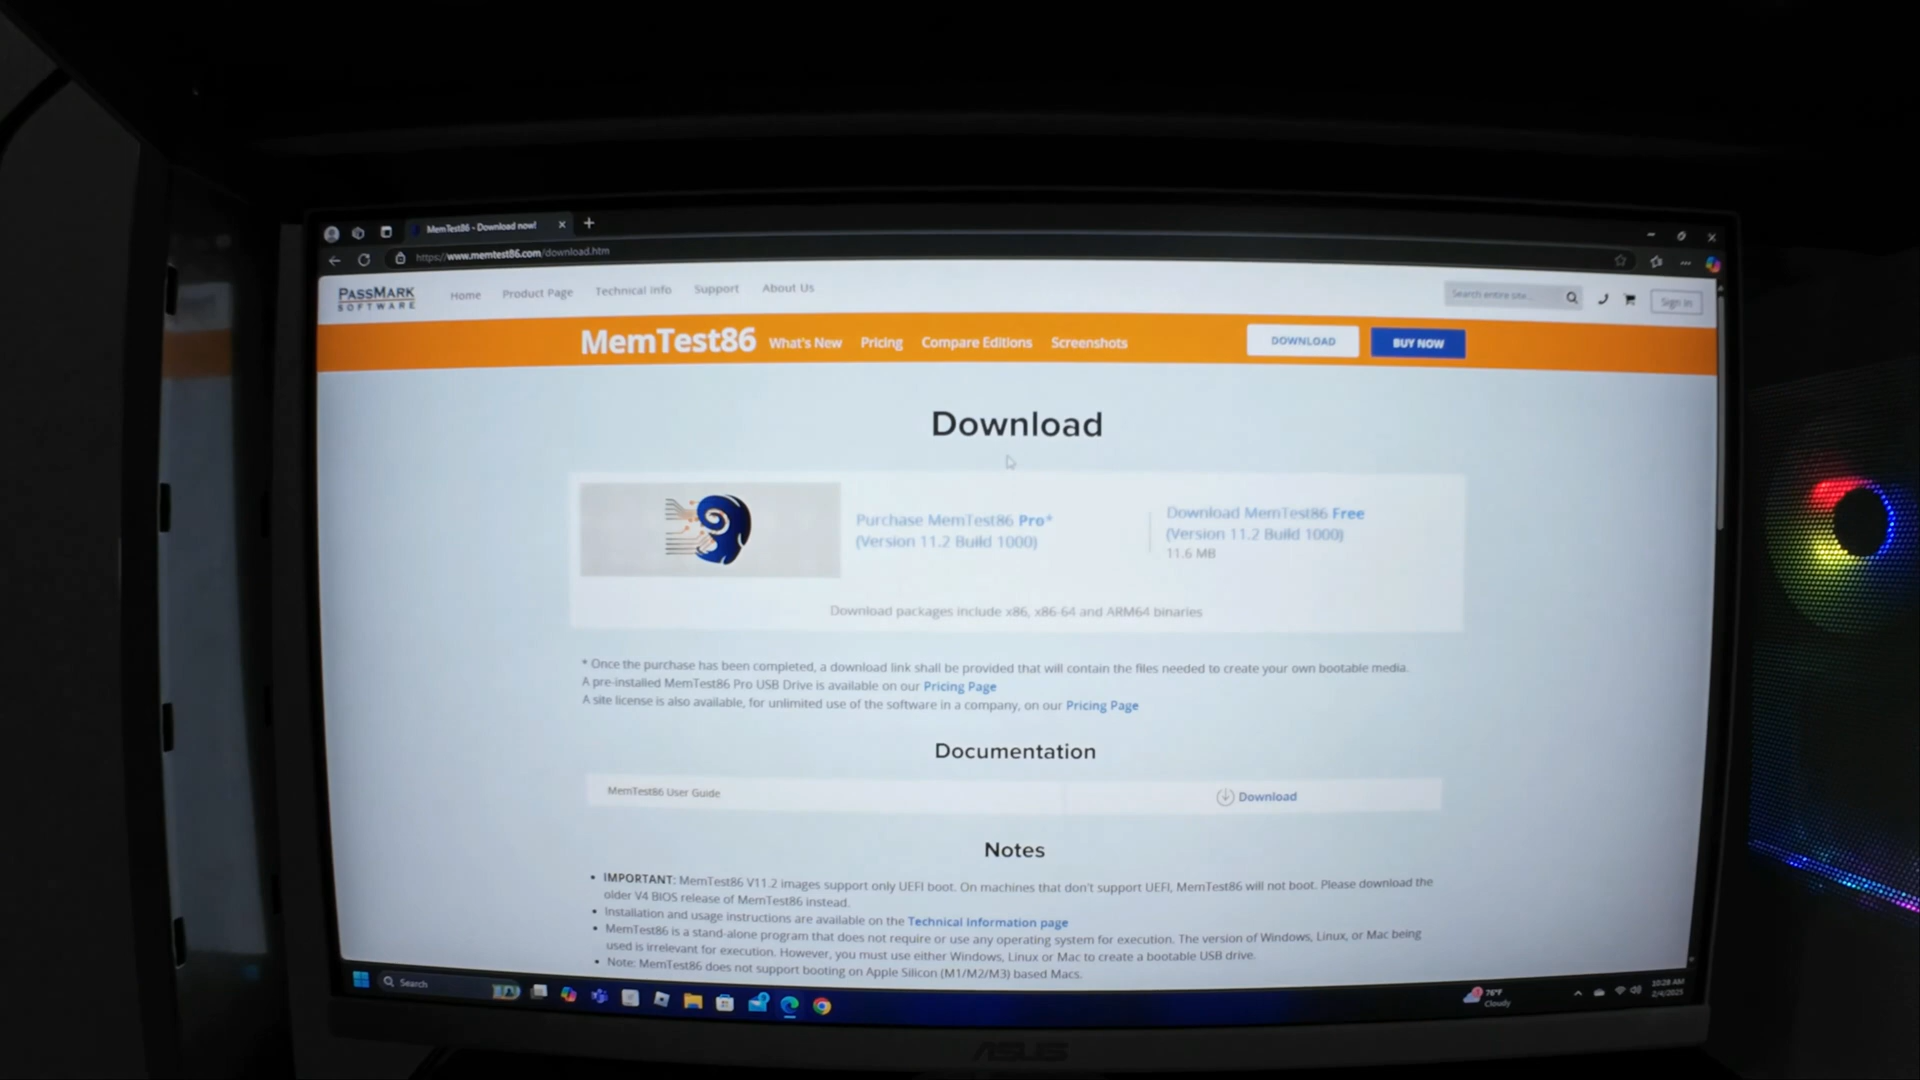 MemTest86 - Download now!
https://www.memtest86.com/download.htm
PASSMARK
SOFTWARE
Home
Product Page
Technical Info
Support
About Us
Search entire site...
Sign in
MemTest86
What's New
Pricing
Compare Editions
Screenshots
DOWNLOAD
BUY NOW
Download
Purchase MemTest86 Pro*
(Version 11.2 Build 1000)
Download MemTest86 Free
(Version 11.2 Build 1000)
11.6 MB
Download packages include x86, x86-64 and ARM64 binaries
* Once the purchase has been completed, a download link shall be provided that will contain the files needed to create your own bootable media.
A pre-installed MemTest86 Pro USB Drive is available on our Pricing Page
A site license is also available, for unlimited use of the software in a company, on our Pricing Page
Documentation
MemTest86 User Guide
Download
Notes
• IMPORTANT: MemTest86 V11.2 images support only UEFI boot. On machines that don't support UEFI, MemTest86 will not boot. Please download the
older V4 BIOS release of MemTest86 instead.
• Installation and usage instructions are available on the Technical Information page
• MemTest86 is a stand-alone program that does not require or use any operating system for execution. The version of Windows, Linux, or Mac being
used is irrelevant for execution. However, you must use either Windows, Linux or Mac to create a bootable USB drive.
• Note: MemTest86 does not support booting on Apple Silicon (M1/M2/M3) based Macs.
Search
76°F
Cloudy
10:28 AM
2/4/2025
ASUS